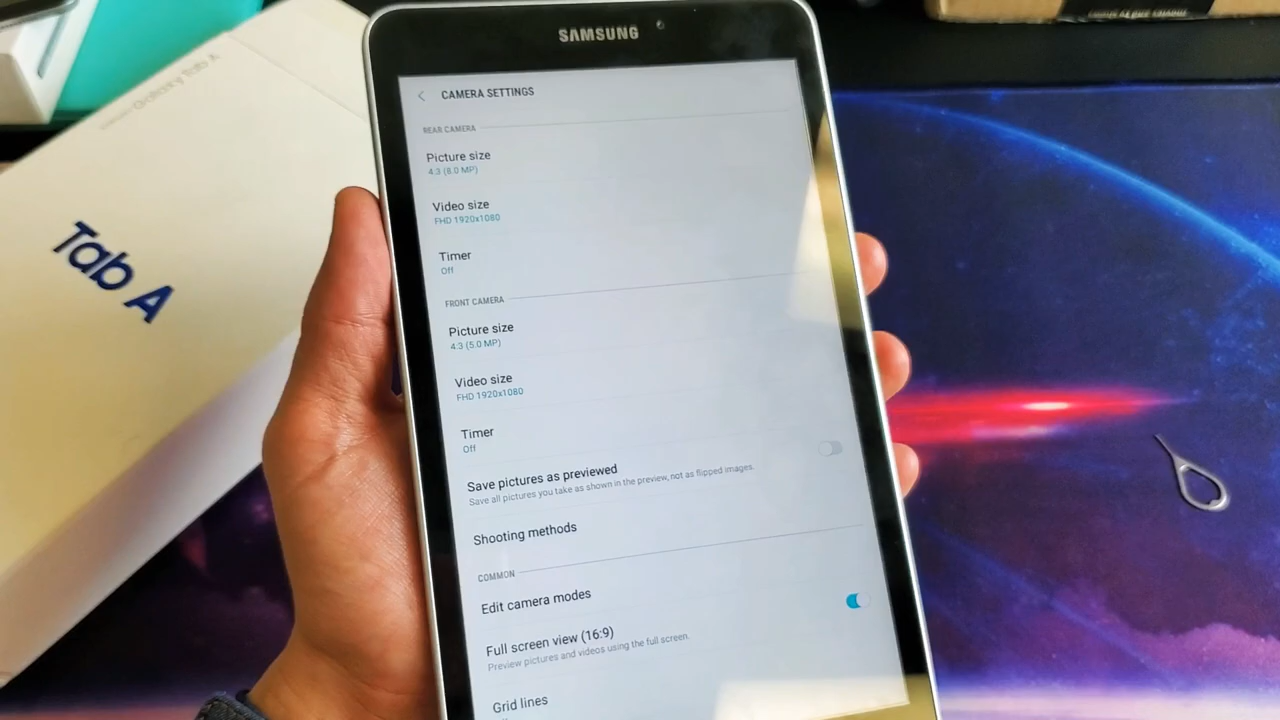 Galaxy Tab A
Tab A
SAMSUNG
CAMERA SETTINGS
REAR CAMERA
Picture size
4:3 (8.0 MP)
Video size
FHD 1920x1080
Timer
Off
FRONT CAMERA
Picture size
4:3 (5.0 MP)
Video size
FHD 1920x1080
Timer
Off
Save pictures as previewed
Save all pictures you take as shown in the preview, not as flipped images.
Shooting methods
COMMON
Edit camera modes
Full screen view (16:9)
Preview pictures and videos using the full screen.
Grid lines